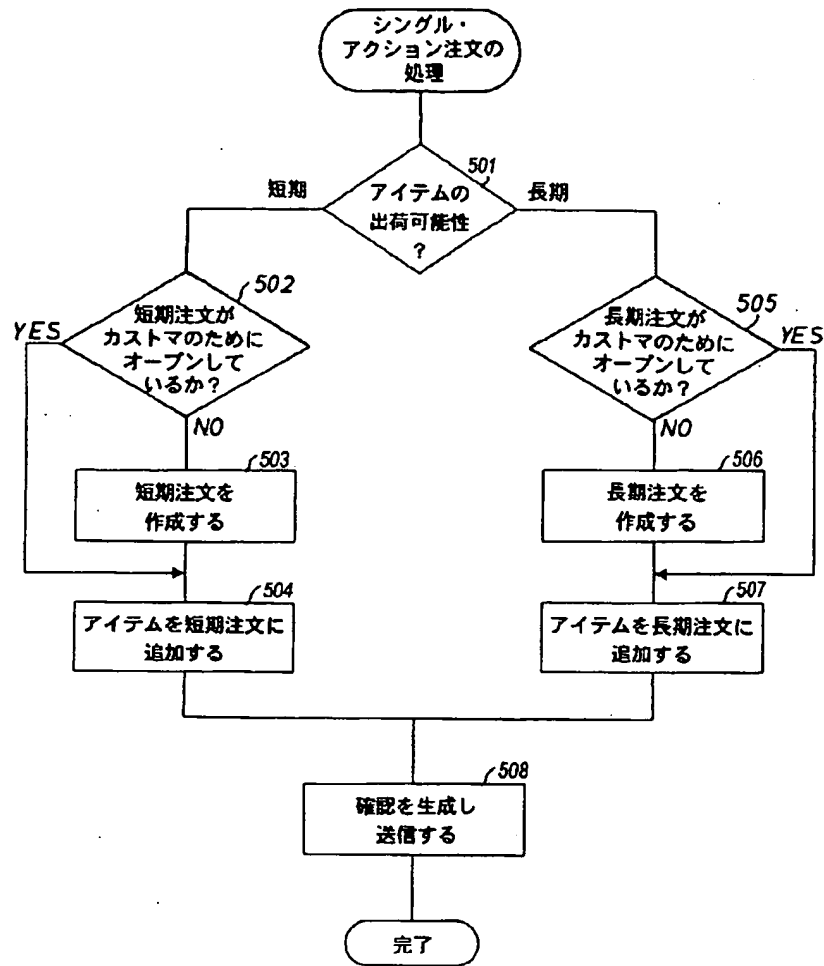 シングル・
アクション注文の
処理
501
短期
アイテムの
出荷可能性
?
長期
502
YES
短期注文が
カストマのために
オープンして
いるか?
NO
505
長期注文が
カストマのために
オープンして
いるか?
YES
NO
503
短期注文を
作成する
506
長期注文を
作成する
504
アイテムを短期注文に
追加する
507
アイテムを長期注文に
追加する
508
確認を生成し
送信する
完了